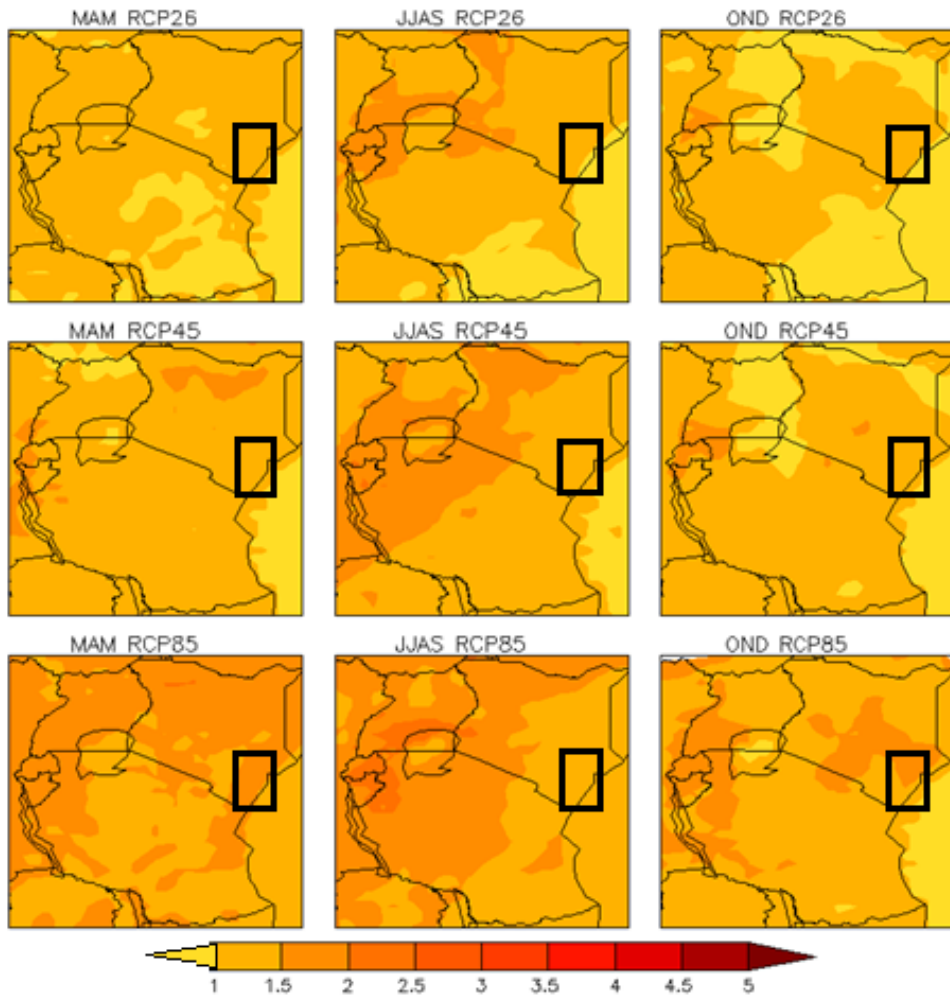 MAM RCP26 JJAS RCP26 OND RCP26
MAM RCP45 JJAS RCP45 OND RCP45
MAM RCP85 JJAS RCP85 OND RCP85
1 1.5 2 2.5 3 3.5 4 4.5 5